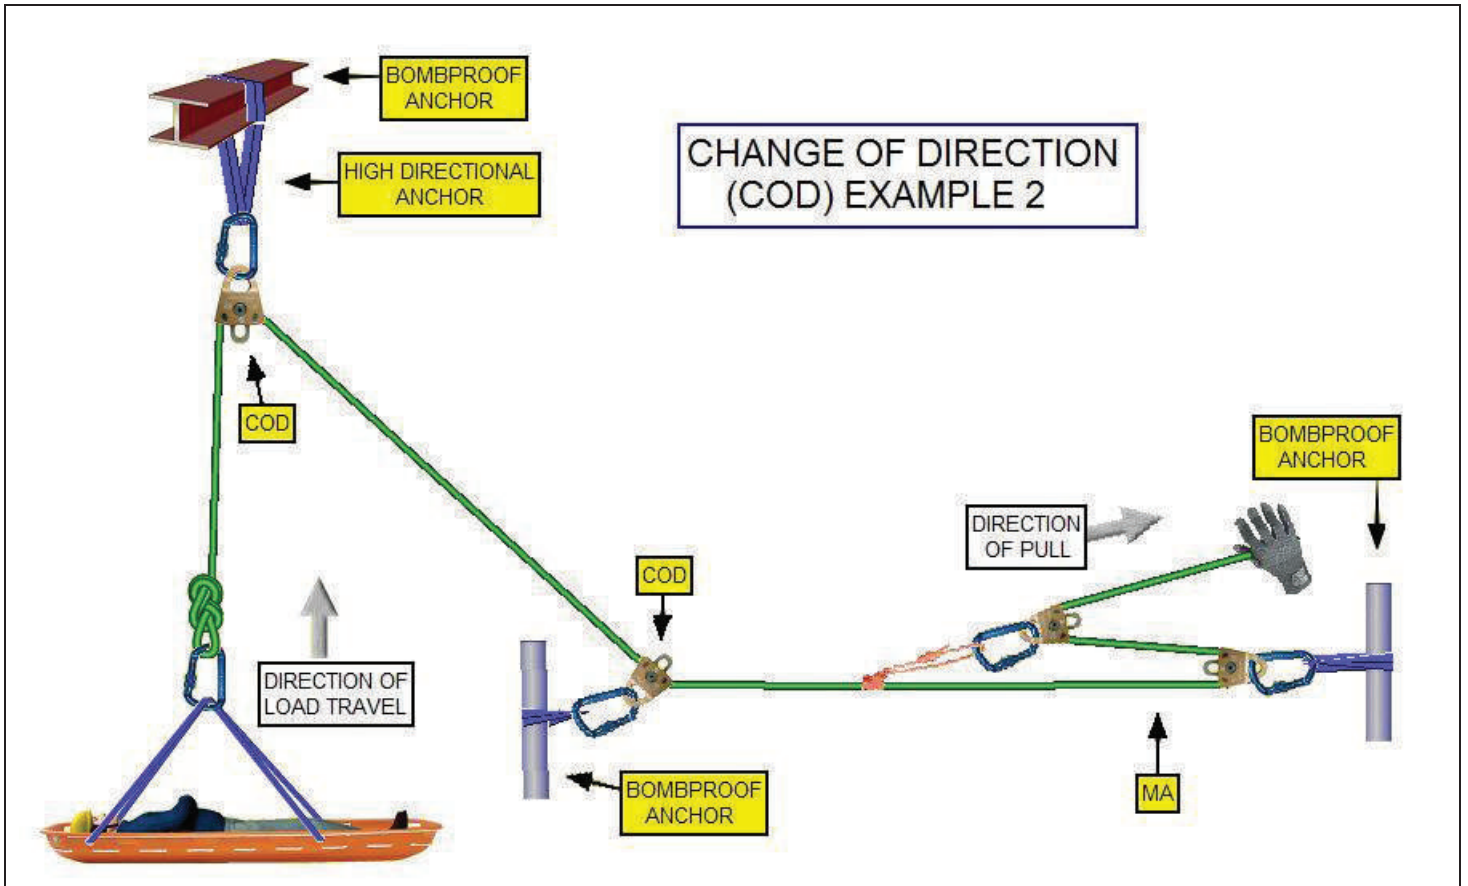 BOMBPROOF
ANCHOR
HIGH DIRECTIONAL
ANCHOR
CHANGE OF DIRECTION
(COD) EXAMPLE 2
COD
BOMBPROOF
ANCHOR
DIRECTION
OF PULL
COD
DIRECTION OF
LOAD TRAVEL
MA
BOMBPROOF
ANCHOR